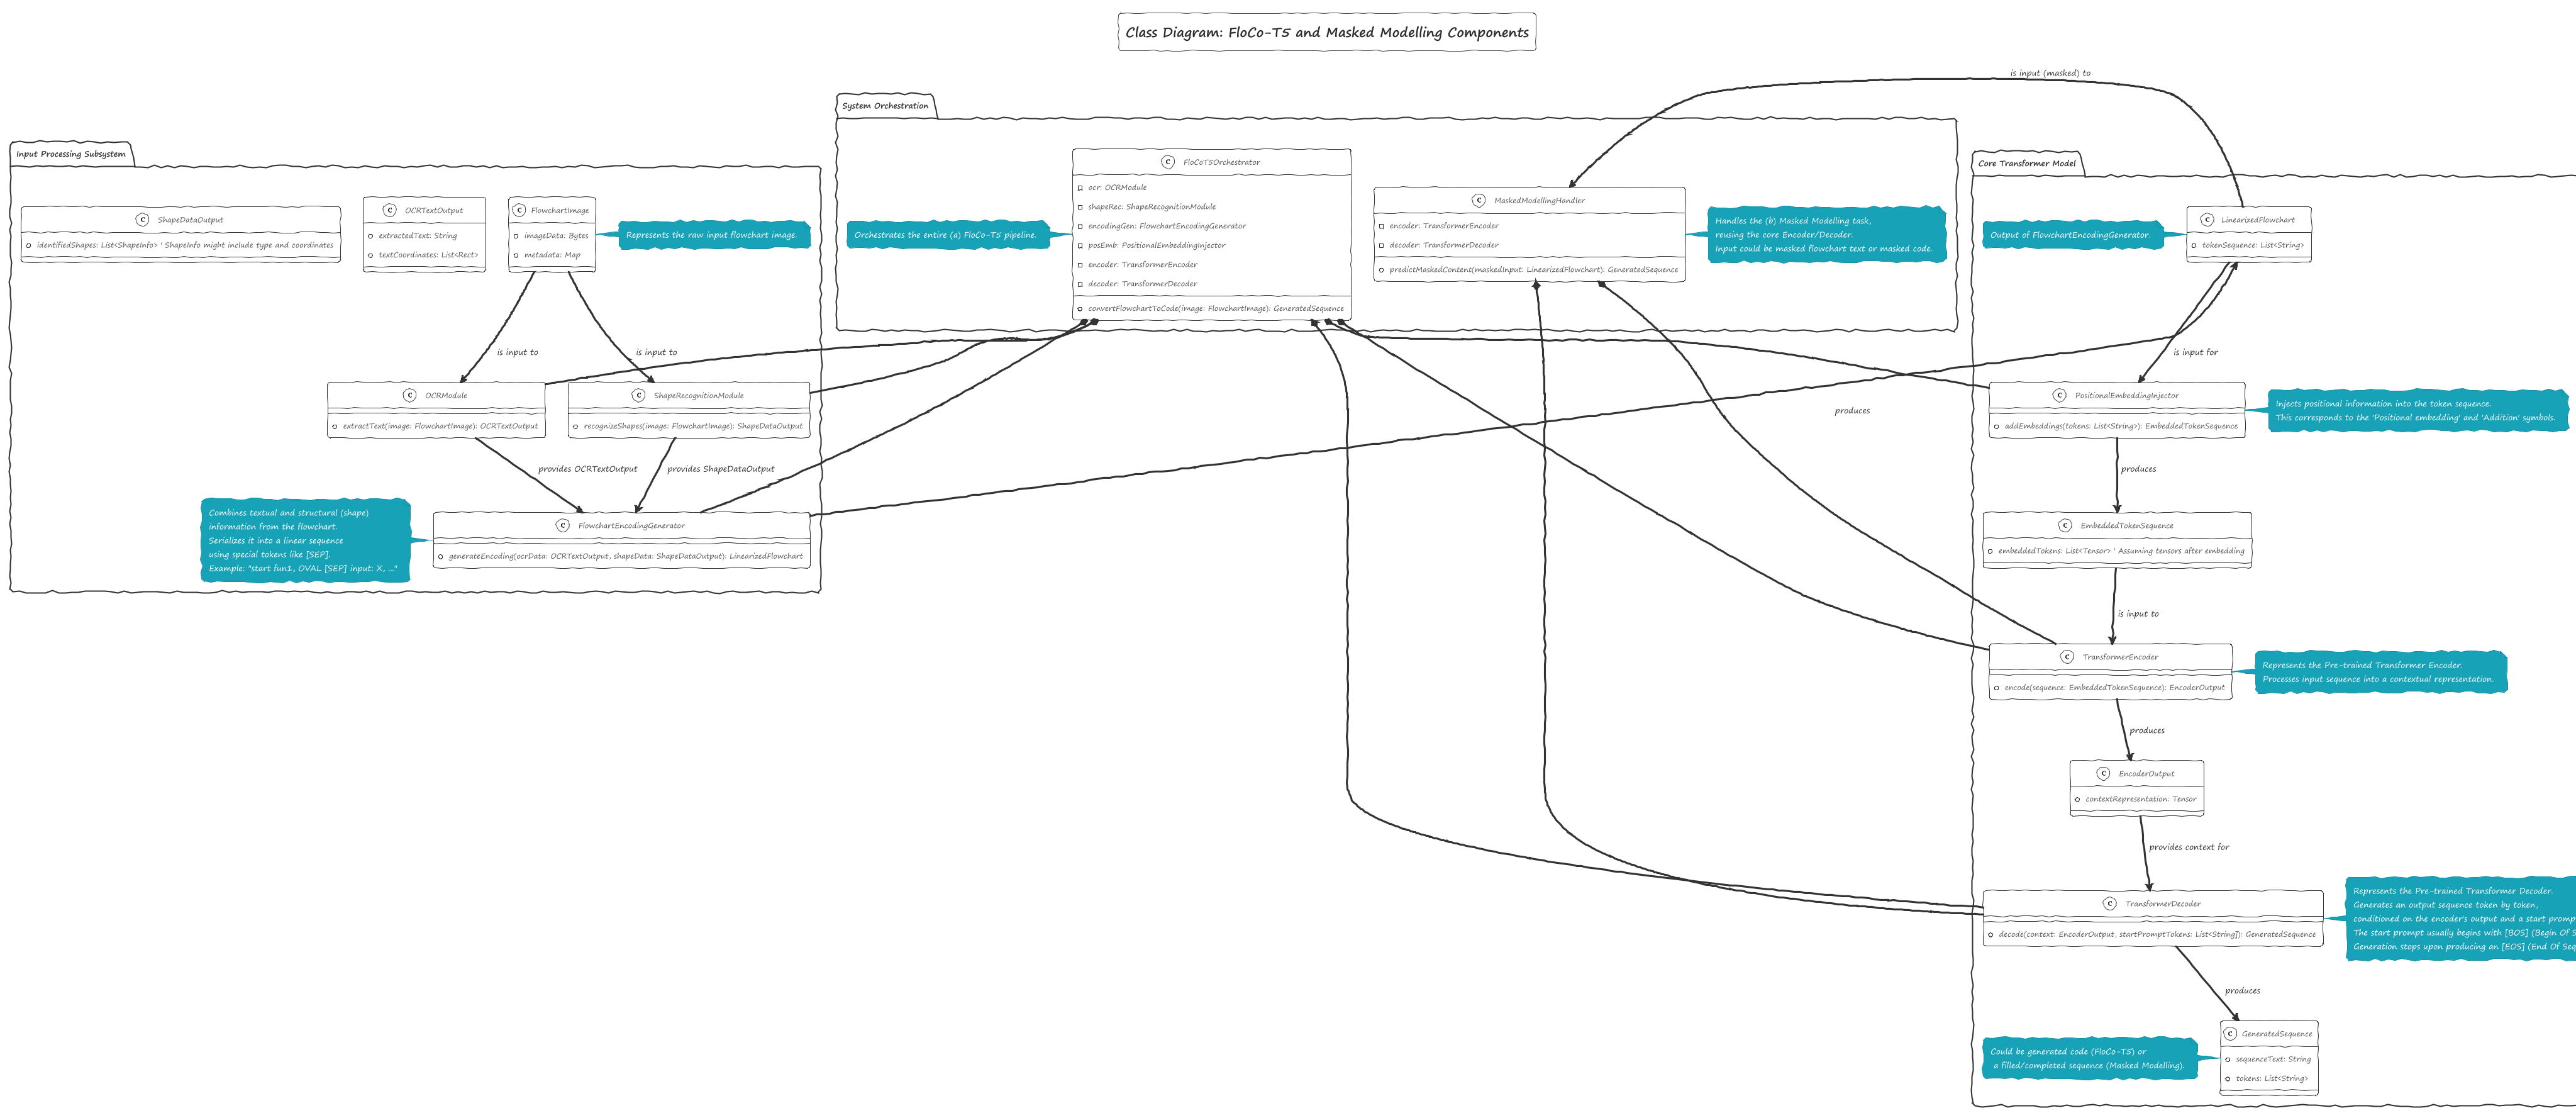 Class Diagram: FloCo-T5 and Masked Modelling Components
Input Processing Subsystem
C ShapeDataOutput
identifiedShapes: List<ShapeInfo> ' ShapeInfo might include type and coordinates
C OCRTextOutput
extractedText: String
textCoordinates: List<Rect>
C FlowchartImage
imageData: Bytes
metadata: Map
Represents the raw input flowchart image.
is input to
is input to
C OCRModule
extractText(image: FlowchartImage): OCRTextOutput
C ShapeRecognitionModule
recognizeShapes(image: FlowchartImage): ShapeDataOutput
provides OCRTextOutput
provides ShapeDataOutput
Combines textual and structural (shape)
information from the flowchart.
Serializes it into a linear sequence
using special tokens like [SEP].
Example: "start fun1, OVAL [SEP] input: X, ..."
C FlowchartEncodingGenerator
generateEncoding(ocrData: OCRTextOutput, shapeData: ShapeDataOutput): LinearizedFlowchart
System Orchestration
Orchestrates the entire (a) FloCo-T5 pipeline.
C FloCoT5Orchestrator
ocr: OCRModule
shapeRec: ShapeRecognitionModule
encodingGen: FlowchartEncodingGenerator
posEmb: PositionalEmbeddingInjector
encoder: TransformerEncoder
decoder: TransformerDecoder
convertFlowchartToCode(image: FlowchartImage): GeneratedSequence
C MaskedModellingHandler
encoder: TransformerEncoder
decoder: TransformerDecoder
predictMaskedContent(maskedInput: LinearizedFlowchart): GeneratedSequence
Handles the (b) Masked Modelling task,
reusing the core Encoder/Decoder.
Input could be masked flowchart text or masked code.
is input (masked) to
produces
Core Transformer Model
Output of FlowchartEncodingGenerator.
C LinearizedFlowchart
tokenSequence: List<String>
is input for
C PositionalEmbeddingInjector
addEmbeddings(tokens: List<String>): EmbeddedTokenSequence
Injects positional information into the token sequence.
This corresponds to the 'Positional embedding' and 'Addition' symbols.
produces
C EmbeddedTokenSequence
embeddedTokens: List<Tensor> ' Assuming tensors after embedding
is input to
C TransformerEncoder
encode(sequence: EmbeddedTokenSequence): EncoderOutput
Represents the Pre-trained Transformer Encoder.
Processes input sequence into a contextual representation.
produces
C EncoderOutput
contextRepresentation: Tensor
provides context for
C TransformerDecoder
decode(context: EncoderOutput, startPromptTokens: List<String]): GeneratedSequence
Represents the Pre-trained Transformer Decoder.
Generates an output sequence token by token,
conditioned on the encoder's output and a start promp
The start prompt usually begins with [BOS] (Begin Of S
Generation stops upon producing an [EOS] (End Of Seq
produces
Could be generated code (FloCo-T5) or
a filled/completed sequence (Masked Modelling).
C GeneratedSequence
sequenceText: String
tokens: List<String>